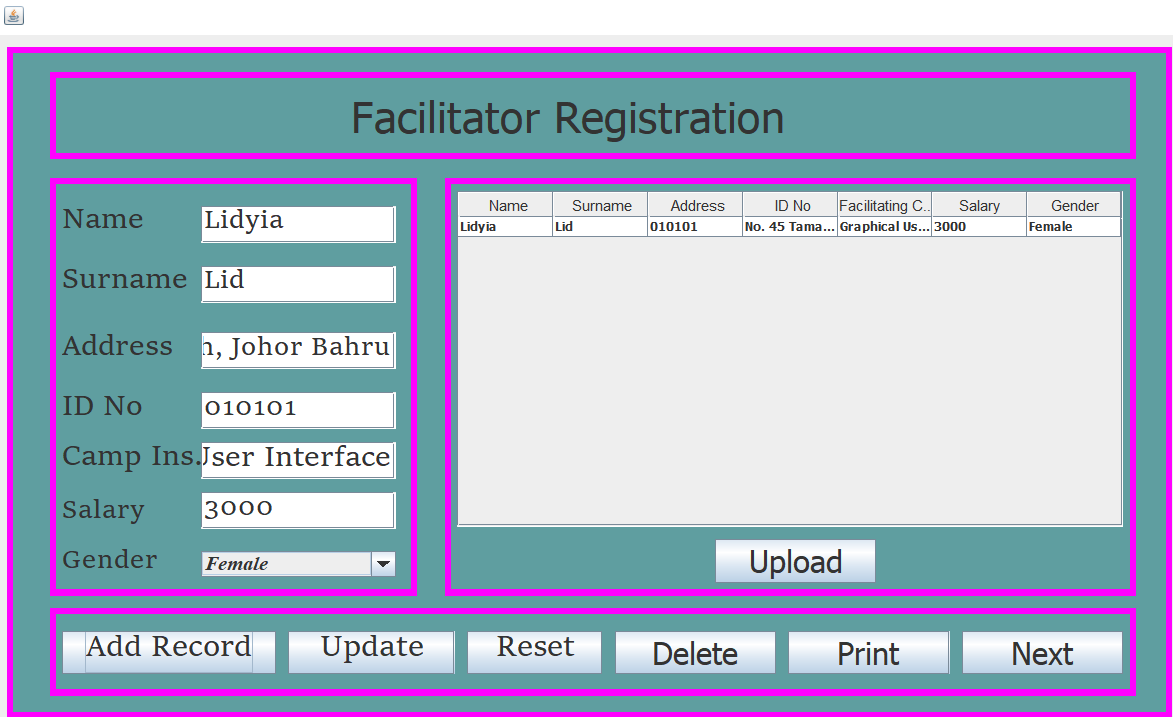 Facilitator Registration
Name Lidyia
Surname Lid
Address h, Johor Bahru
ID No 010101
Camp Ins. User Interface
Salary 3000
Gender Female
Name Surname Address ID No Facilitating C... Salary Gender
Lidyia Lid 010101 No. 45 Tama... Graphical Us... 3000 Female
Upload
Add Record Update Reset Delete Print Next